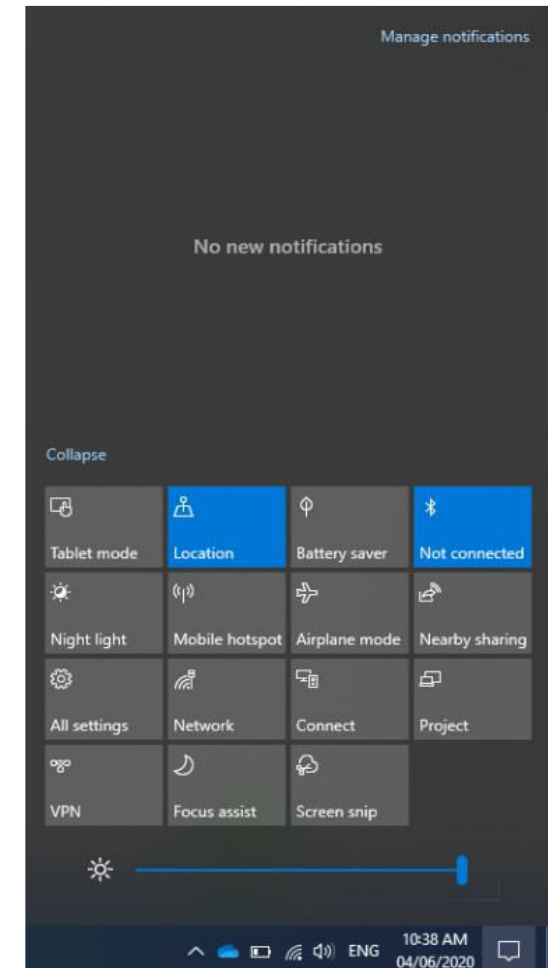 Manage notifications
No new notifications
Collapse
Tablet mode
Location
Battery saver
Not connected
Night light
Mobile hotspot
Airplane mode
Nearby sharing
All settings
Network
Connect
Project
VPN
Focus assist
Screen snip
ENG
10:38 AM
04/06/2020